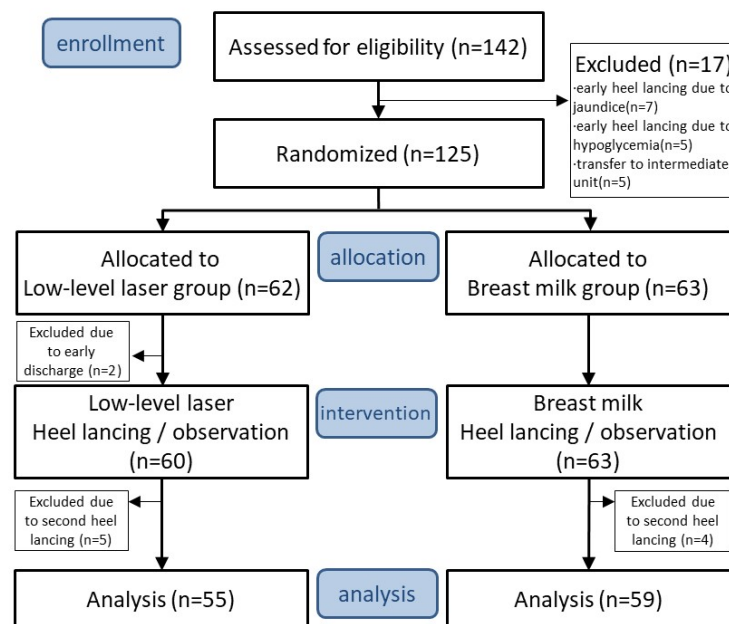 enrollment
Assessed for eligibility (n=142)
Excluded (n=17)
·early heel lancing due to
jaundice(n=7)
·early heel lancing due to
hypoglycemia(n=5)
·transfer to intermediate
unit(n=5)
Randomized (n=125)
Allocated to
Low-level laser group (n=62)
allocation
Allocated to
Breast milk group (n=63)
Excluded due
to early
discharge (n=2)
Low-level laser
Heel lancing / observation
(n=60)
intervention
Breast milk
Heel lancing / observation
(n=63)
Excluded due
to second heel
lancing (n=5)
Excluded due
to second heel
lancing (n=4)
Analysis (n=55)
analysis
Analysis (n=59)